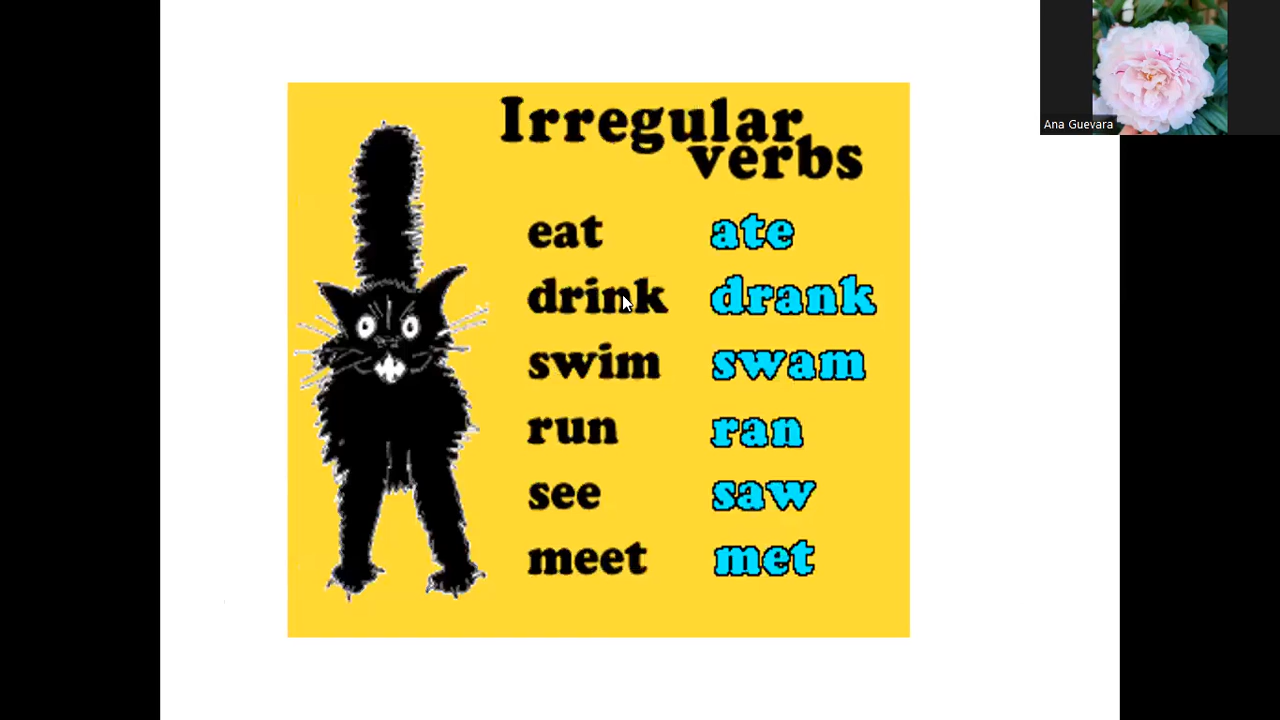 Irregular
verbs
eat ate
drink drank
swim swam
run ran
see saw
meet met
Ana Guevara